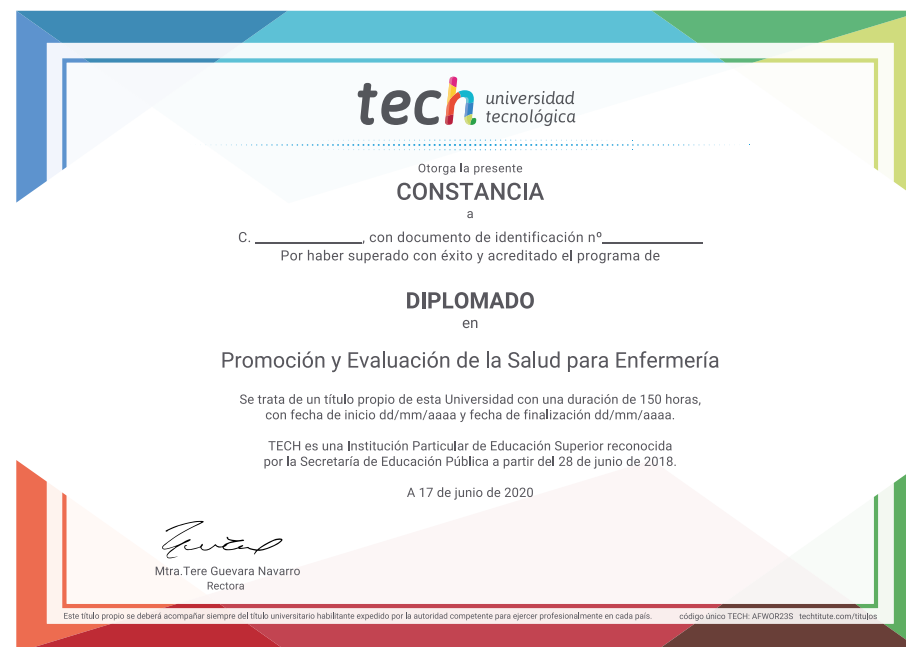 tech universidad
tecnológica
Otorga la presente
CONSTANCIA
a
C. ____________, con documento de identificación nº____________
Por haber superado con éxito y acreditado el programa de
DIPLOMADO
en
Promoción y Evaluación de la Salud para Enfermería
Se trata de un título propio de esta Universidad con una duración de 150 horas,
con fecha de inicio dd/mm/aaaa y fecha de finalización dd/mm/aaaa.
TECH es una Institución Particular de Educación Superior reconocida
por la Secretaría de Educación Pública a partir del 28 de junio de 2018.
A 17 de junio de 2020
Mtra.Tere Guevara Navarro
Rectora
Este título propio se deberá acompañar siempre del título universitario habilitante expedido por la autoridad competente para ejercer profesionalmente en cada país. código único TECH: AFWOR23S techtitute.com/titulos